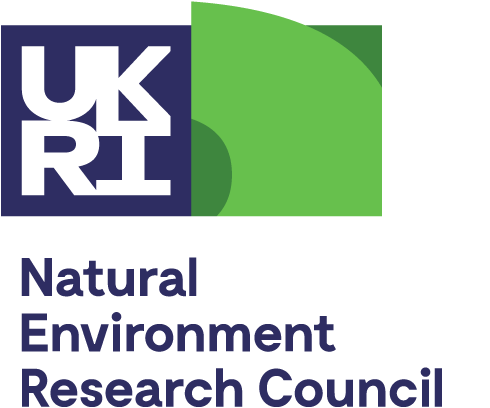 UK
RI
Natural
Environment
Research Council